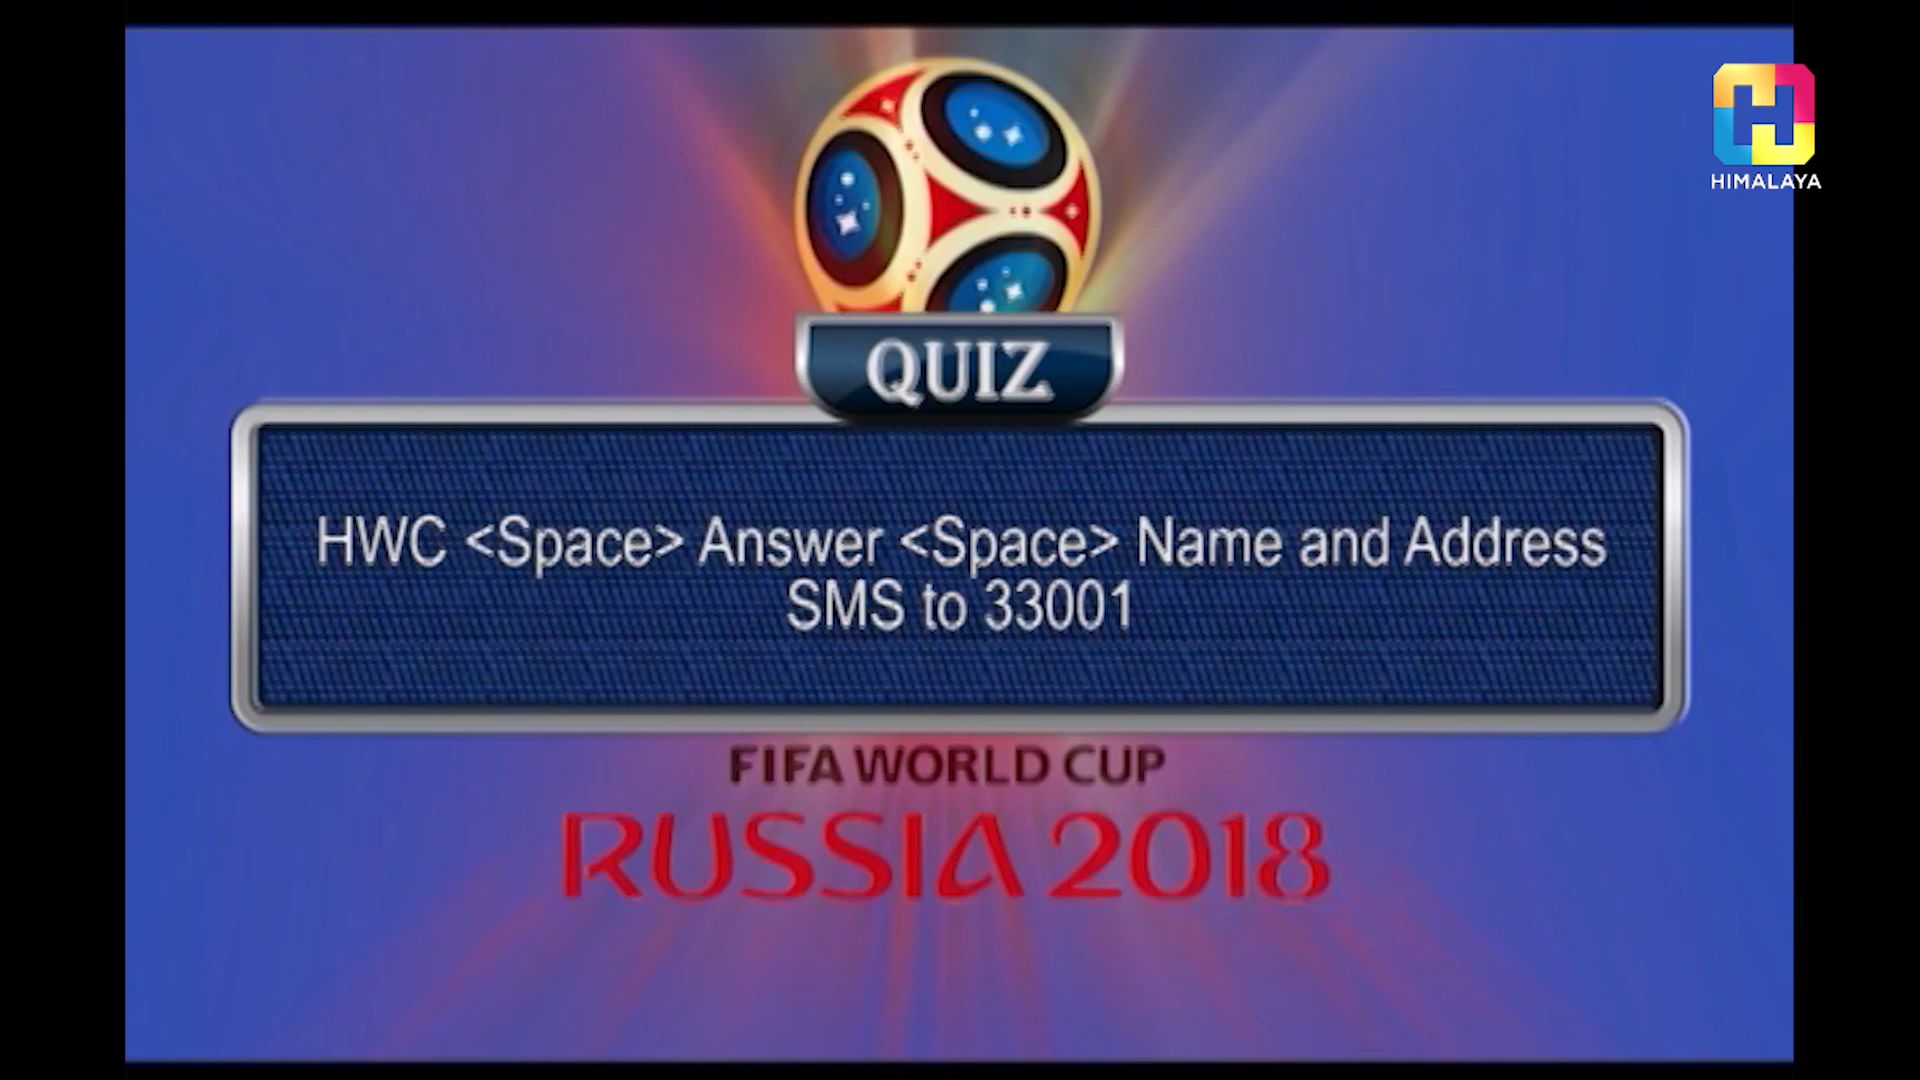 HIMALAYA
QUIZ
HWC <Space> Answer <Space> Name and Address
SMS to 33001
FIFA WORLD CUP
RUSSIA 2018